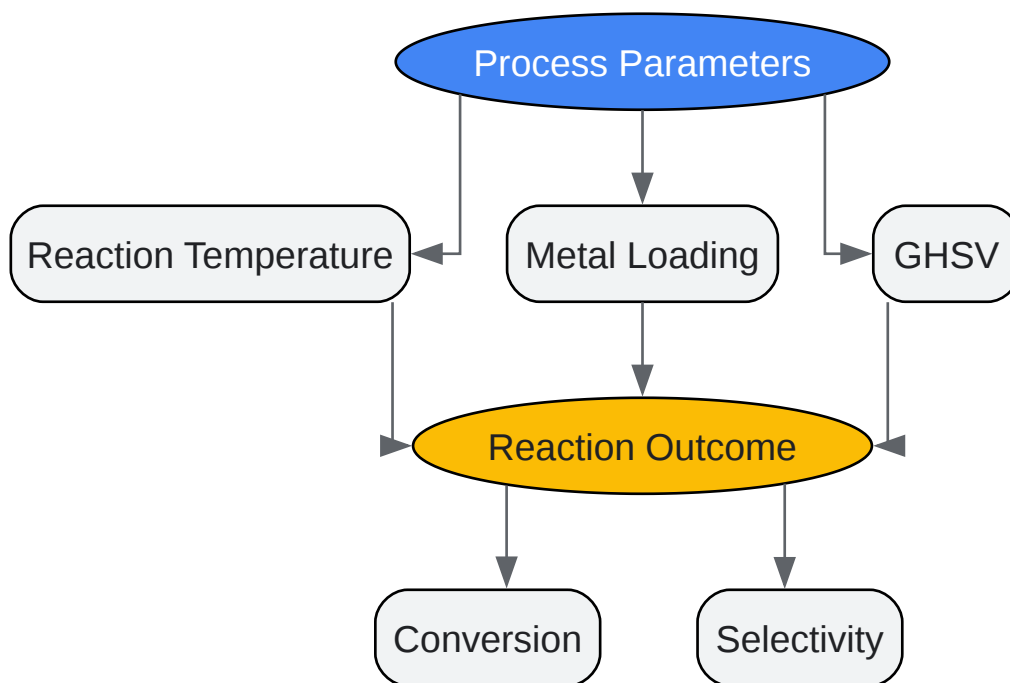 Process Parameters
Reaction Temperature
Metal Loading
GHSV
Reaction Outcome
Conversion
Selectivity